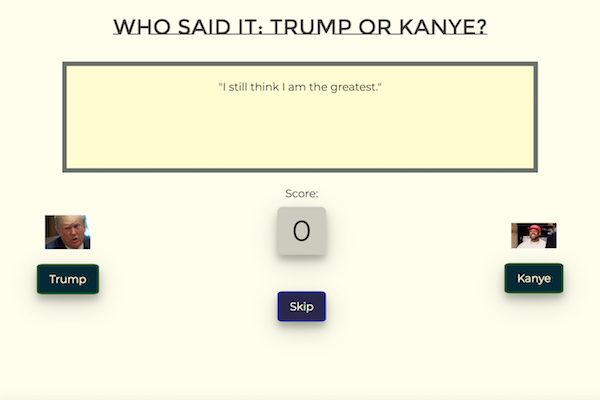 WHO SAID IT: TRUMP OR KANYE?
"I still think I am the greatest."
Score:
0
Trump
Kanye
Skip